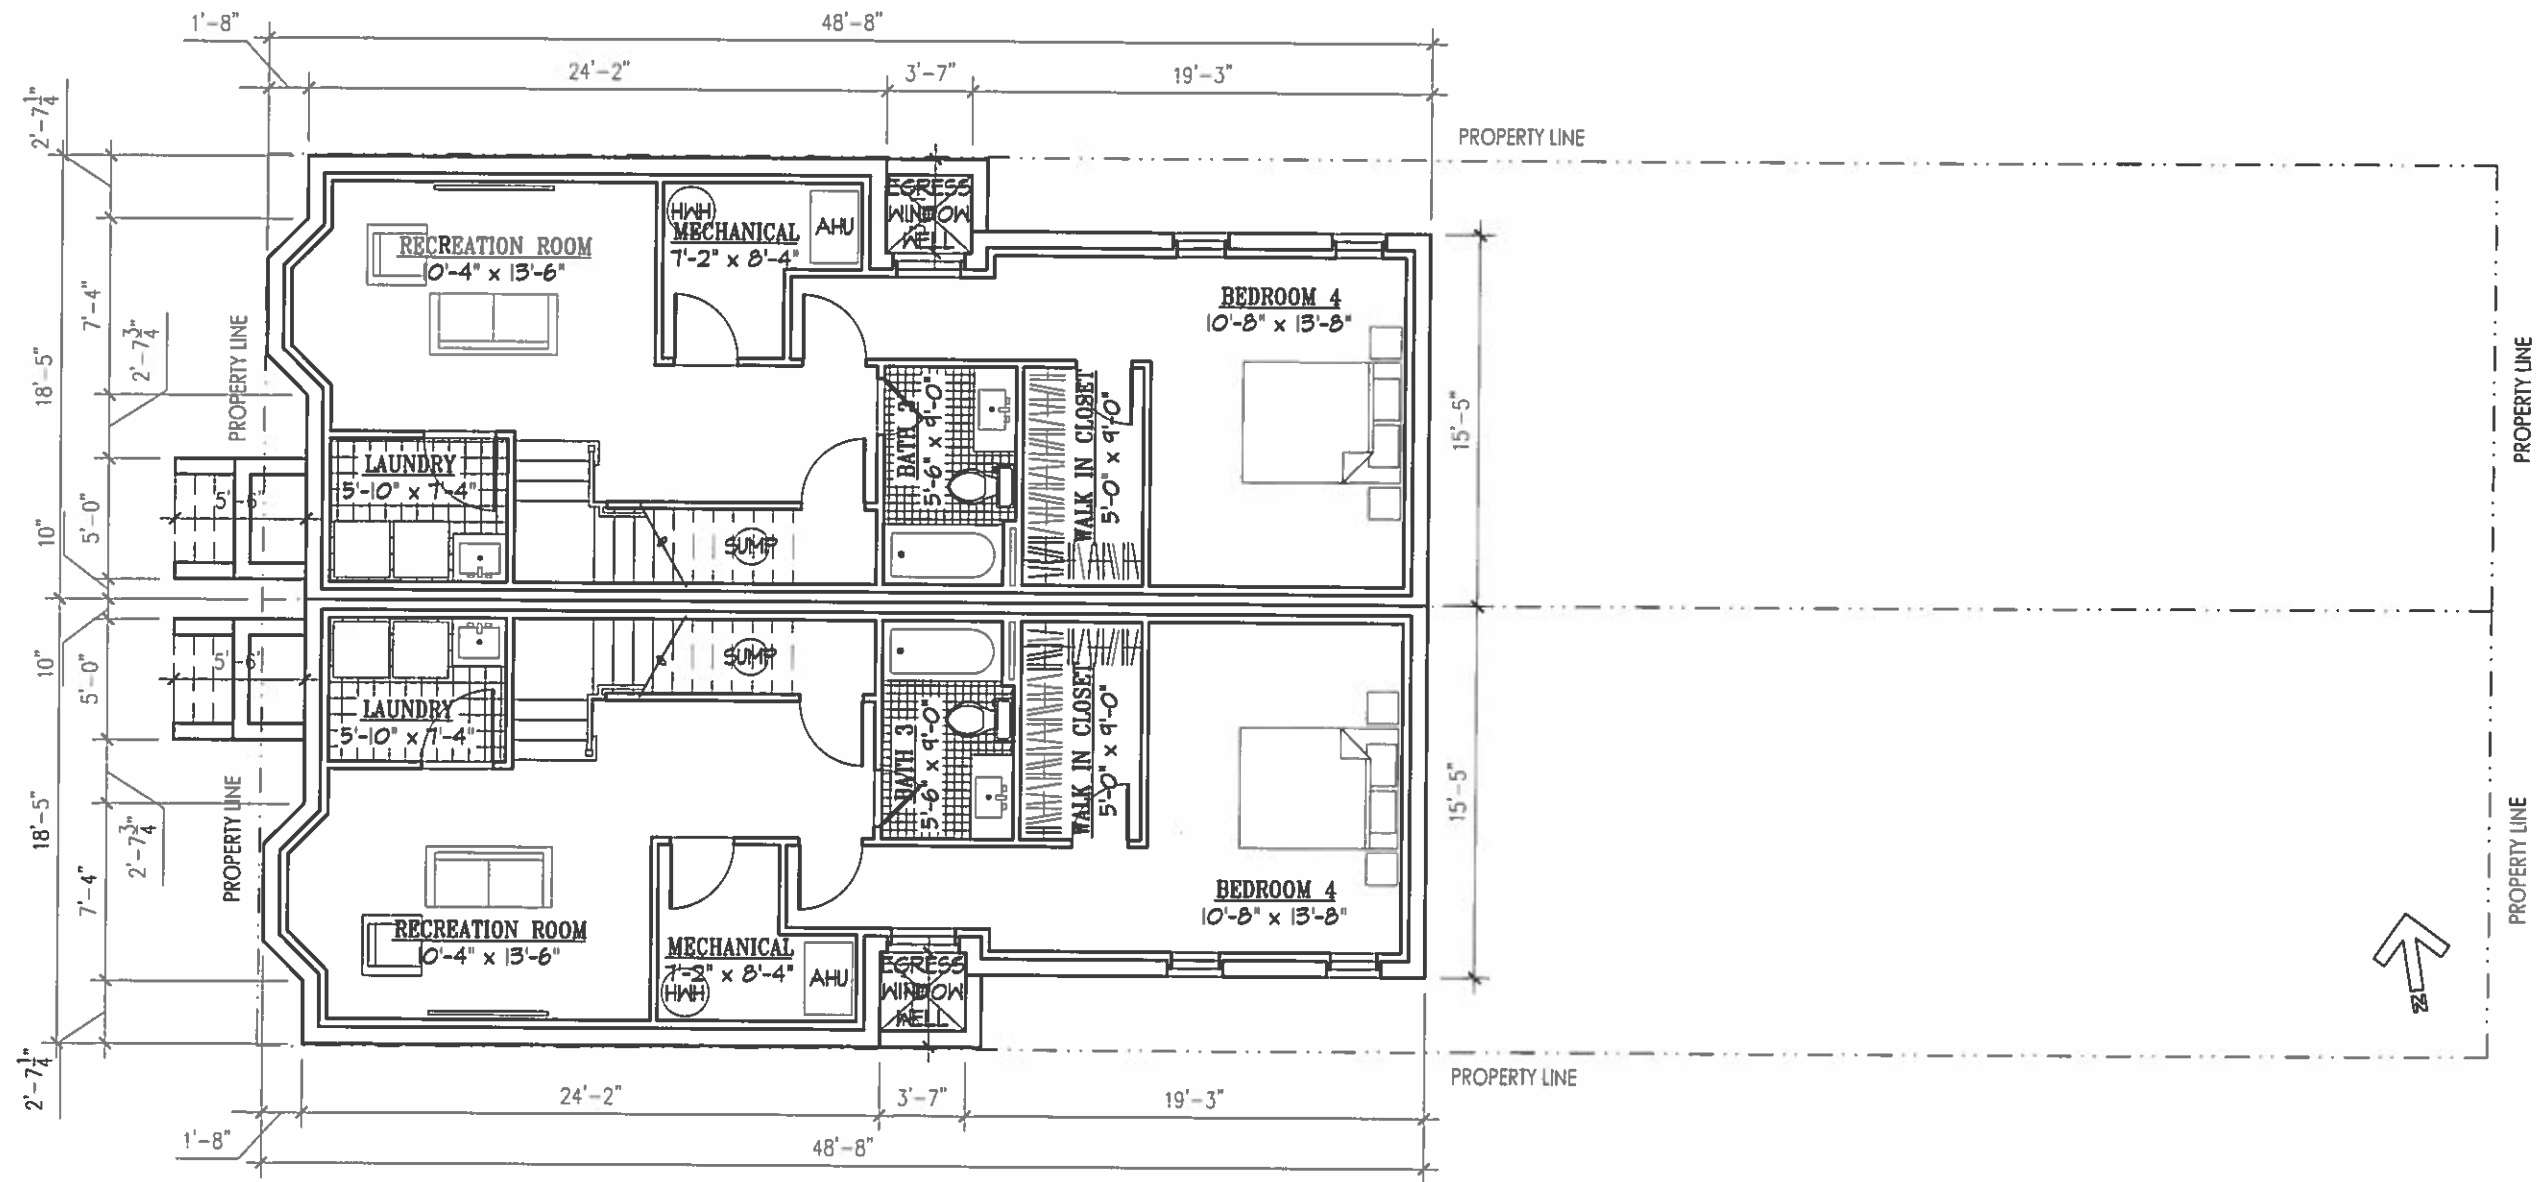 1'-8"
48'-8"
24'-2"
3'-7"
19'-3"
2'-7 1/4"
PROPERTY LINE
EGRESS
WINDOW
WELL
HWH
MECHANICAL
7'-2" x 8'-4"
AHU
RECREATION ROOM
10'-4" x 13'-6"
BEDROOM 4
10'-8" x 13'-8"
7'-4"
2'-7 3/4"
PROPERTY LINE
18'-5"
15'-5"
PROPERTY LINE
BATH 3
5'-6" x 9'-0"
WALK IN CLOSET
5'-0" x 9'-0"
LAUNDRY
5'-10" x 7'-4"
5'-6"
10"
5'-0"
SUMP
10"
5'-0"
5'-6"
SUMP
LAUNDRY
5'-10" x 7'-4"
BATH 3
5'-6" x 9'-0"
WALK IN CLOSET
5'-0" x 9'-0"
15'-5"
18'-5"
2'-7 3/4"
PROPERTY LINE
PROPERTY LINE
7'-4"
BEDROOM 4
10'-8" x 13'-8"
RECREATION ROOM
10'-4" x 13'-6"
MECHANICAL
7'-2" x 8'-4"
HWH
AHU
EGRESS
WINDOW
WELL
N
2'-7 1/4"
PROPERTY LINE
24'-2"
3'-7"
19'-3"
1'-8"
48'-8"